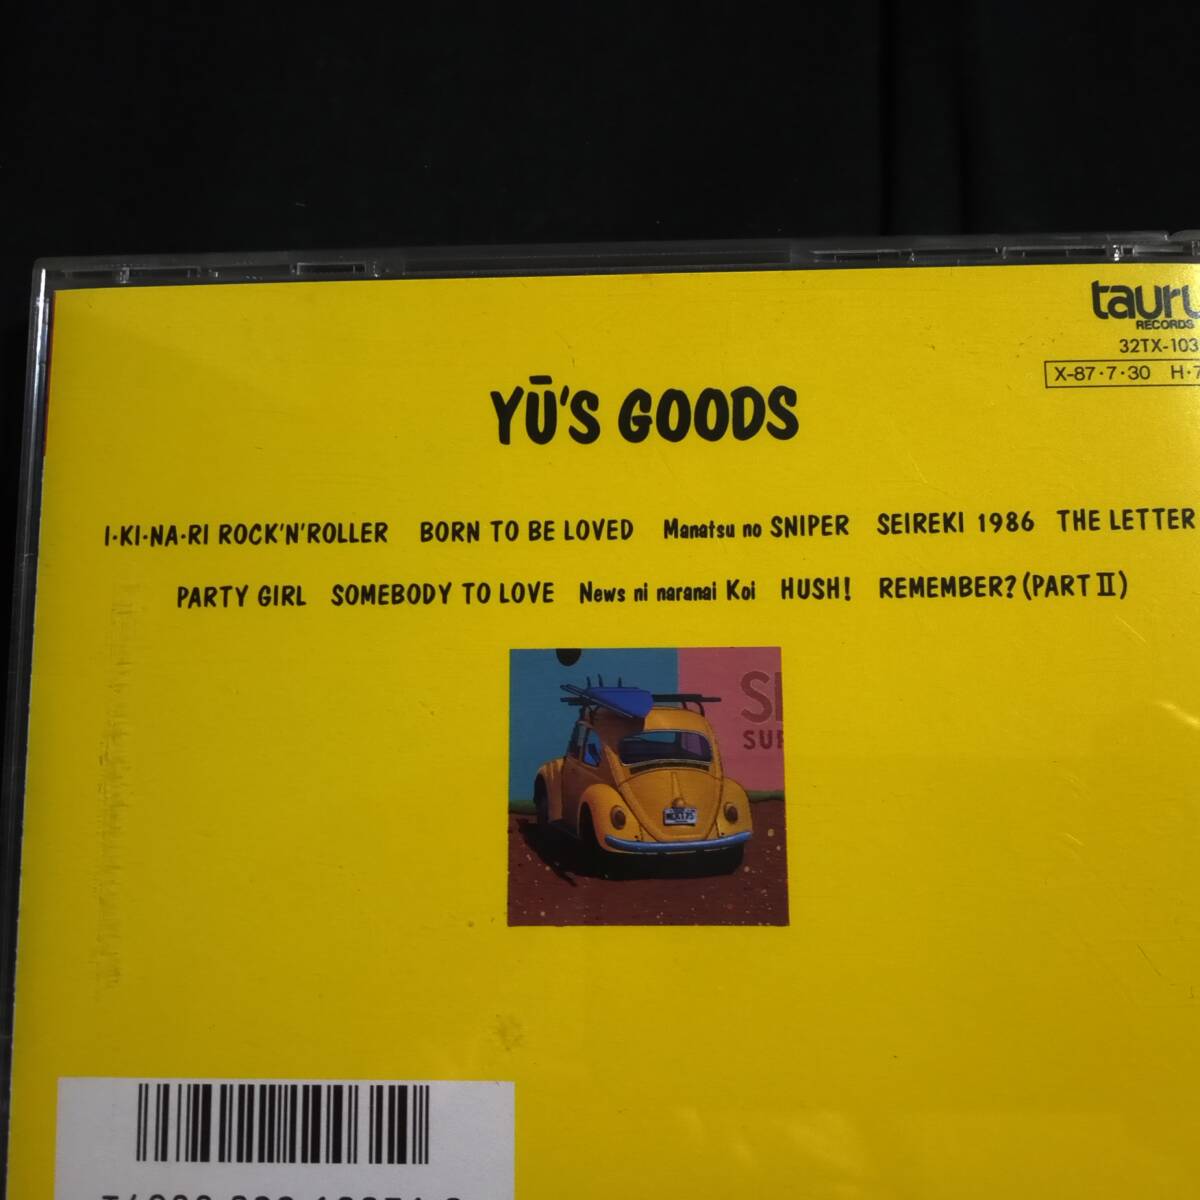 tauru
RECORDS
32TX-103
X-87·7·30 H·7
YŪ'S GOODS
I·KI·NA·RI ROCK'N'ROLLER BORN TO BE LOVED Manatsu no SNIPER SEIREKI 1986 THE LETTER
PARTY GIRL SOMEBODY TO LOVE News ni naranai Koi HUSH! REMEMBER? (PART II)
SUR